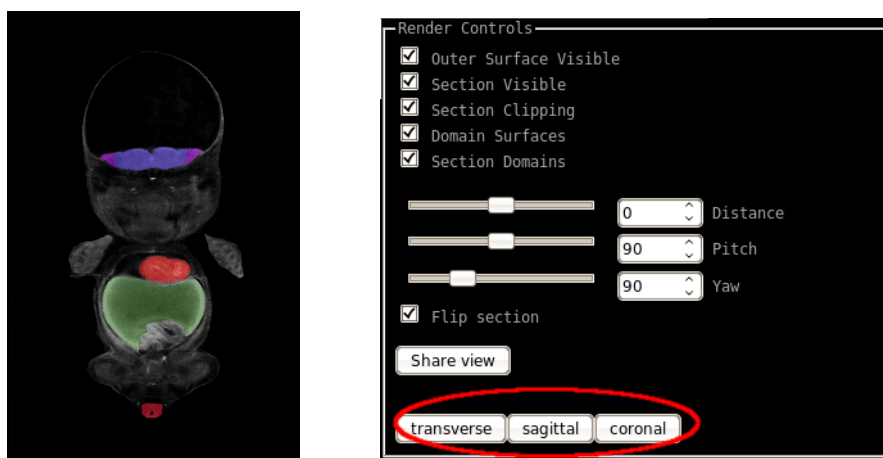 Render Controls
Outer Surface Visible
Section Visible
Section Clipping
Domain Surfaces
Section Domains
0 Distance
90 Pitch
90 Yaw
Flip section
Share view
transverse sagittal coronal